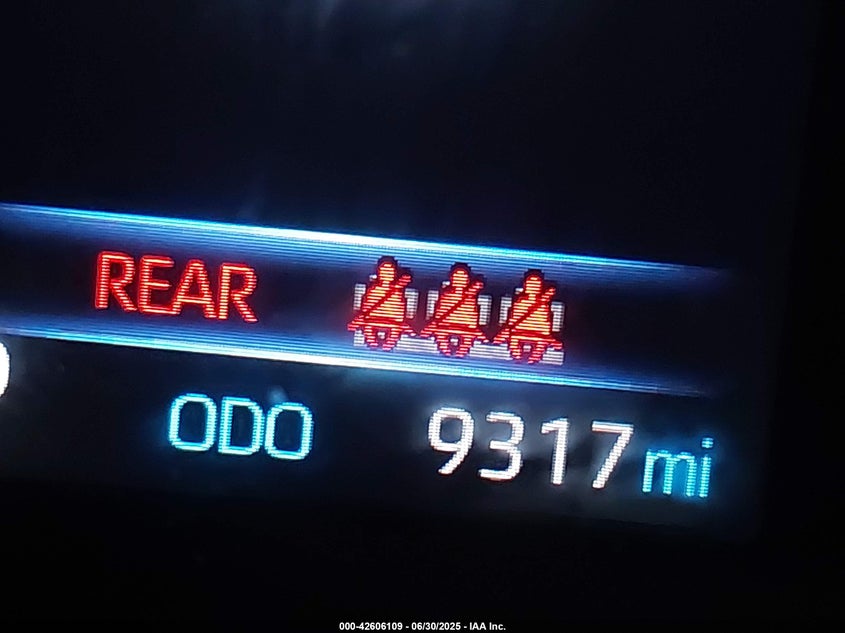 REAR
ODO 9317 mi
000-42606109 - 06/30/2025 - IAA Inc.